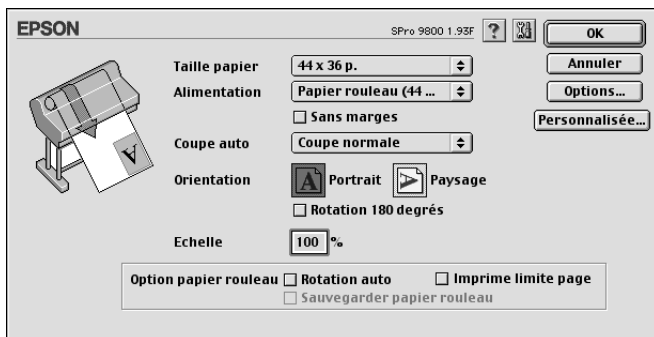 EPSON
SPro 9800 1.93F
?
OK
Taille papier 44 x 36 p.
Annuler
Alimentation Papier rouleau (44 ...
Options...
Sans marges
Personnalisée...
Coupe auto Coupe normale
Orientation A Portrait A Paysage
Rotation 180 degrés
Echelle 100 %
Option papier rouleau Rotation auto Imprime limite page
Sauvegarder papier rouleau
A